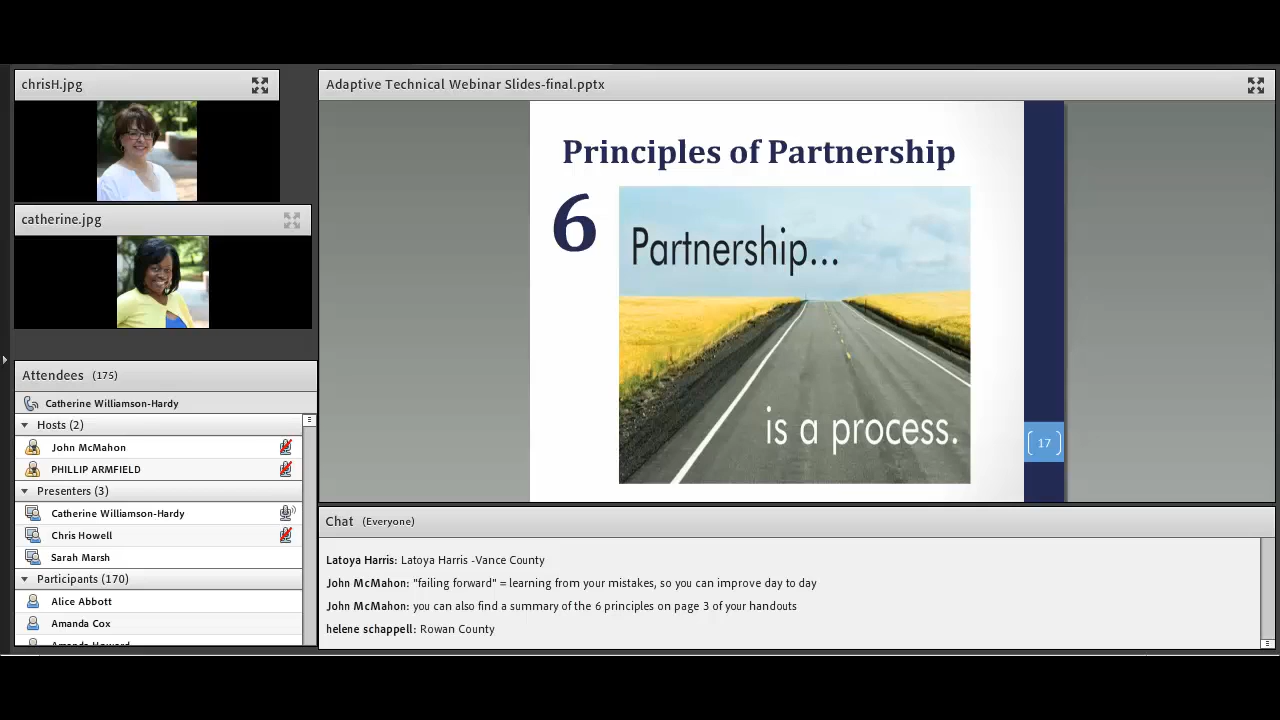 chrisH.jpg
catherine.jpg
Attendees (175)
Catherine Williamson-Hardy
Hosts (2)
John McMahon
PHILLIP ARMFIELD
Presenters (3)
Catherine Williamson-Hardy
Chris Howell
Sarah Marsh
Participants (170)
Alice Abbott
Amanda Cox
Adaptive Technical Webinar Slides-final.pptx
Principles of Partnership
6
Partnership...
is a process.
17
Chat (Everyone)
Latoya Harris: Latoya Harris -Vance County
John McMahon: "failing forward" = learning from your mistakes, so you can improve day to day
John McMahon: you can also find a summary of the 6 principles on page 3 of your handouts
helene schappell: Rowan County